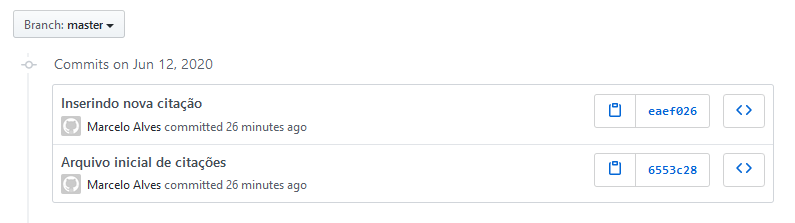 Branch: master
Commits on Jun 12, 2020
Inserindo nova citação
Marcelo Alves committed 26 minutes ago
eaef026
Arquivo inicial de citações
Marcelo Alves committed 26 minutes ago
6553c28